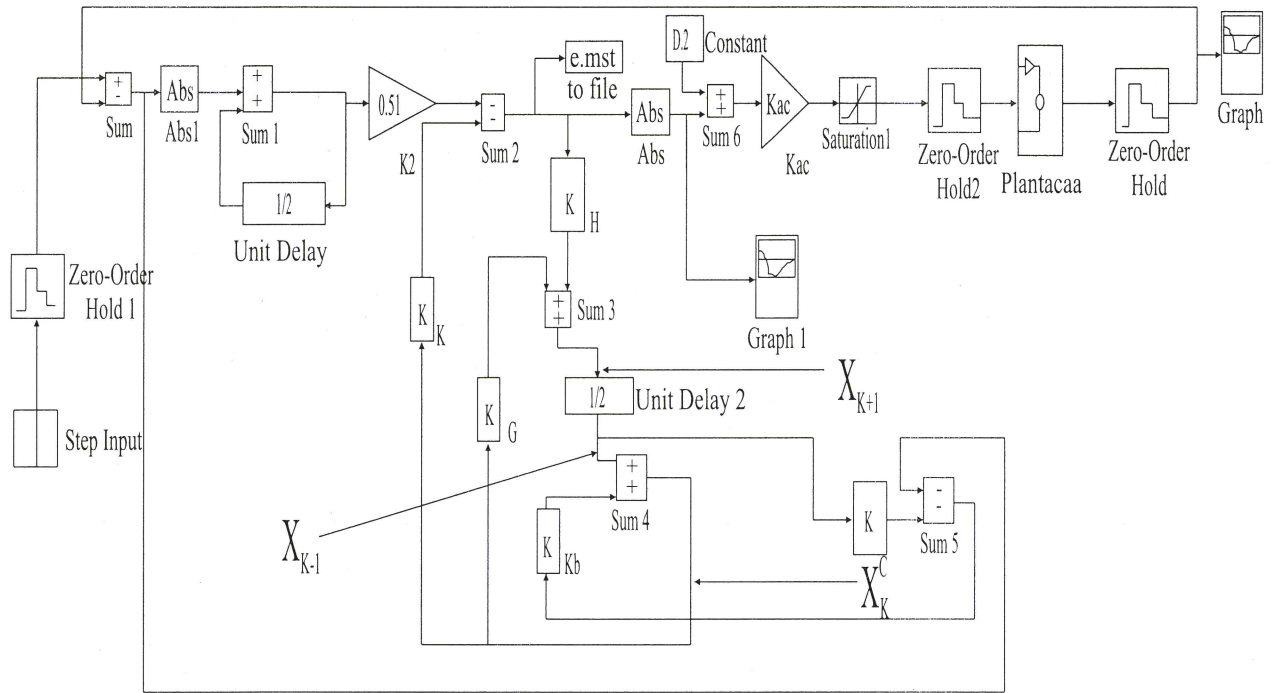 D.2
Constant
e.mst
to file
+
-
Sum
Abs
Abs1
+
+
Sum 1
0.51
K2
-
-
Sum 2
Abs
Abs
+
+
Sum 6
Kac
Kac
Saturation1
Zero-Order
Hold2
Plantacaa
Zero-Order
Hold
Graph
1/2
Unit Delay
K
H
Zero-Order
Hold 1
K
K
+
+
Sum 3
Graph 1
1/2
Unit Delay 2
X K+1
K
G
Step Input
+
+
Sum 4
K
C
-
-
Sum 5
X K-1
K
Kb
X K